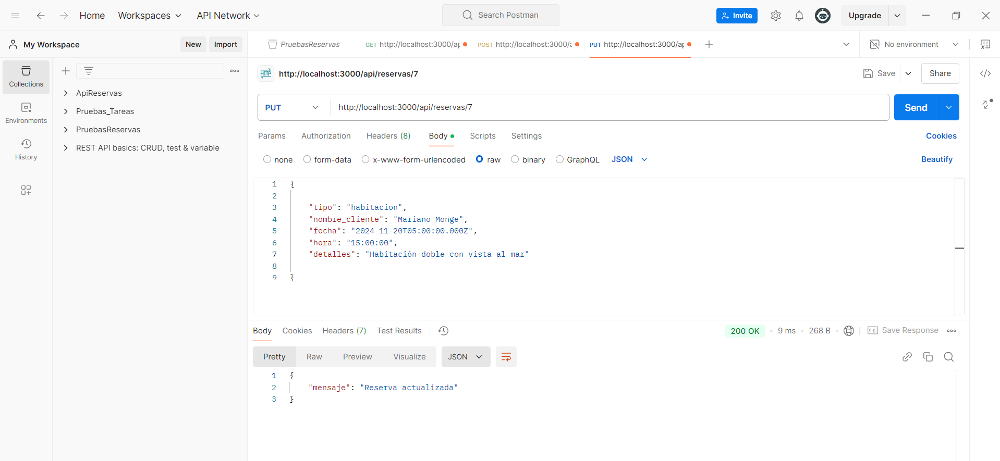 Home Workspaces API Network Search Postman Invite Upgrade
My Workspace New Import PruebasReservas GET http://localhost:3000/ap POST http://localhost:3000/a PUT http://localhost:3000/ap No environment
Collections
Environments
History
ApiReservas
Pruebas_Tareas
PruebasReservas
REST API basics: CRUD, test & variable
HTTP http://localhost:3000/api/reservas/7 Save Share
PUT http://localhost:3000/api/reservas/7 Send
Params Authorization Headers (8) Body Scripts Settings Cookies
none form-data x-www-form-urlencoded raw binary GraphQL JSON Beautify
1 {
2
3 "tipo": "habitacion",
4 "nombre_cliente": "Mariano Monge",
5 "fecha": "2024-11-20T05:00:00.000Z",
6 "hora": "15:00:00",
7 "detalles": "Habitación doble con vista al mar"
8
9 }
Body Cookies Headers (7) Test Results 200 OK 9 ms 268 B e.g. Save Response
Pretty Raw Preview Visualize JSON
1 {
2 "mensaje": "Reserva actualizada"
3 }